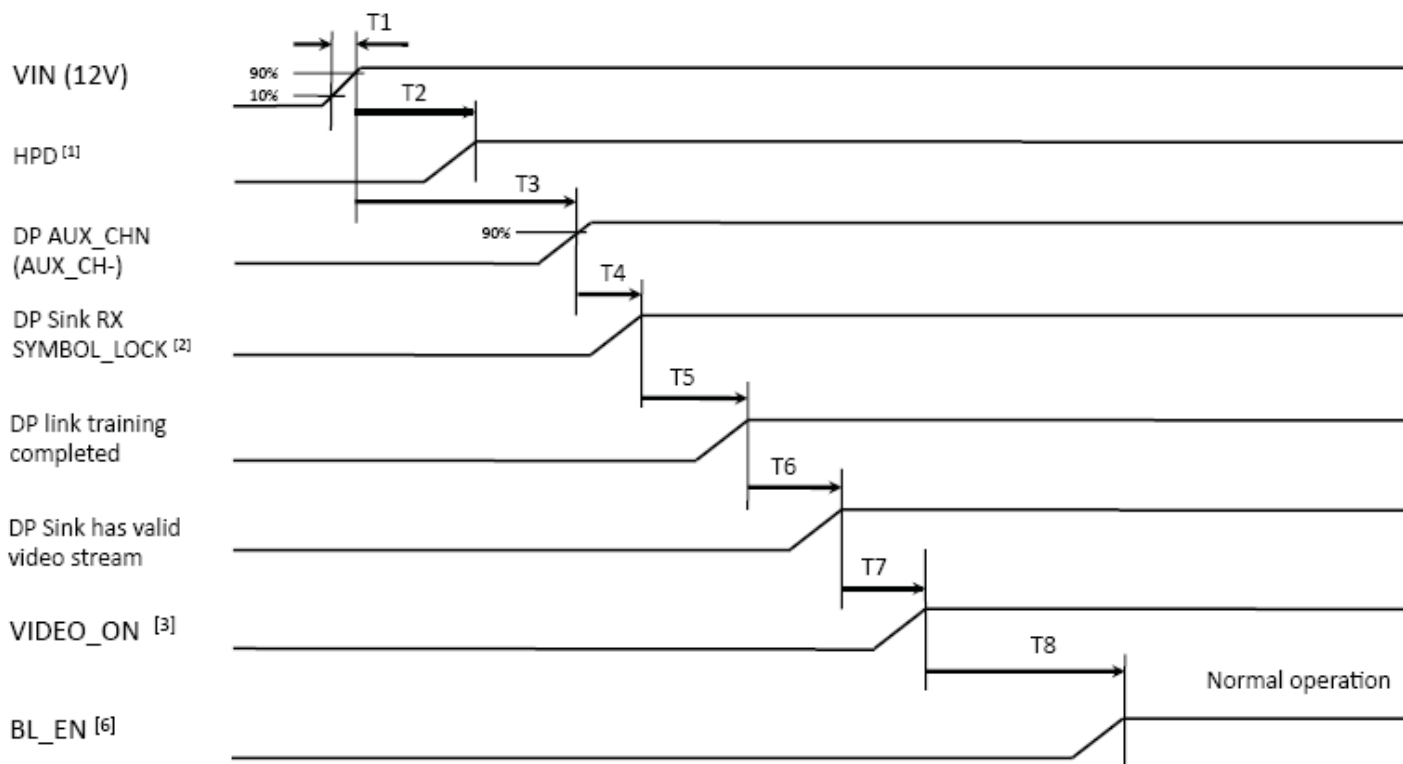 T1
VIN (12V)
90%
10%
T2
HPD [1]
T3
DP AUX_CHN
(AUX_CH-)
90%
T4
DP Sink RX
SYMBOL_LOCK [2]
T5
DP link training
completed
T6
DP Sink has valid
video stream
T7
VIDEO_ON [3]
T8
Normal operation
BL_EN [6]